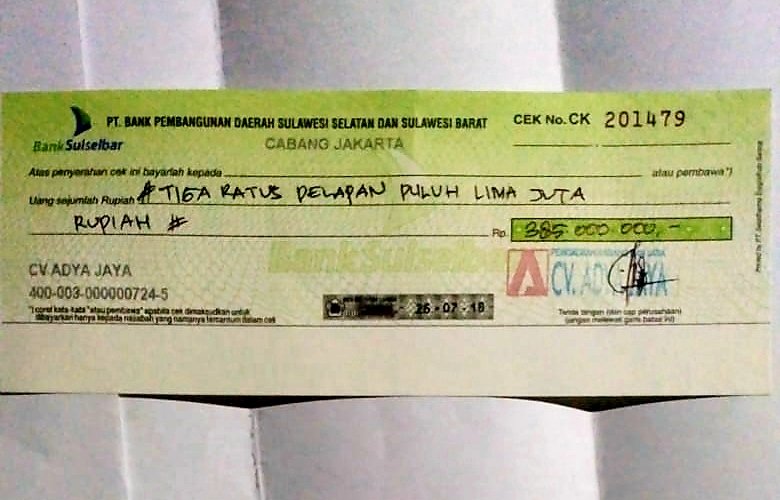 BankSulselbar
PT. BANK PEMBANGUNAN DAERAH SULAWESI SELATAN DAN SULAWESI BARAT
CEK No. CK 201479
CABANG JAKARTA
Atas penyerahan cek ini bayarlah kepada atau pembawa*)
Uang sejumlah Rupiah # TIGA RATUS DELAPAN PULUH LIMA JUTA
RUPIAH #
Rp. 385.000.000,-
CV ADYA JAYA
400-003-000000724-5
A CV. ADYA JAYA
26-07-18
*) coret kata-kata "atau pembawa" apabila cek dimaksudkan untuk
dibayarkan hanya kepada nasabah yang namanya tercantum dalam cek
Tanda tangan (dan cap perusahaan)
(jangan melewati garis batas ini)